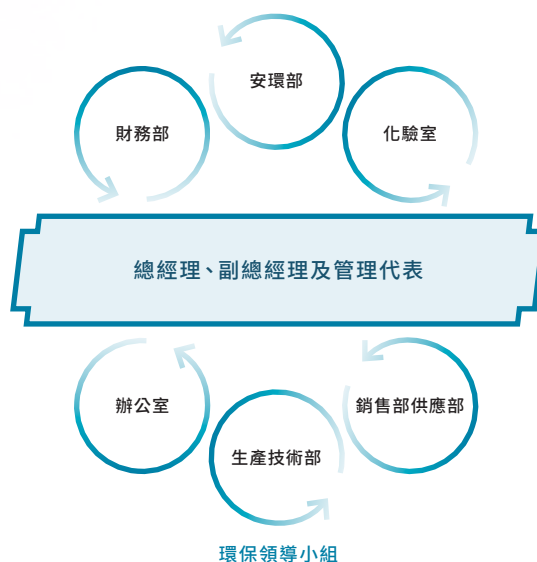 安環部
財務部
化驗室
總經理、副總經理及管理代表
辦公室
銷售部供應部
生產技術部
環保領導小組